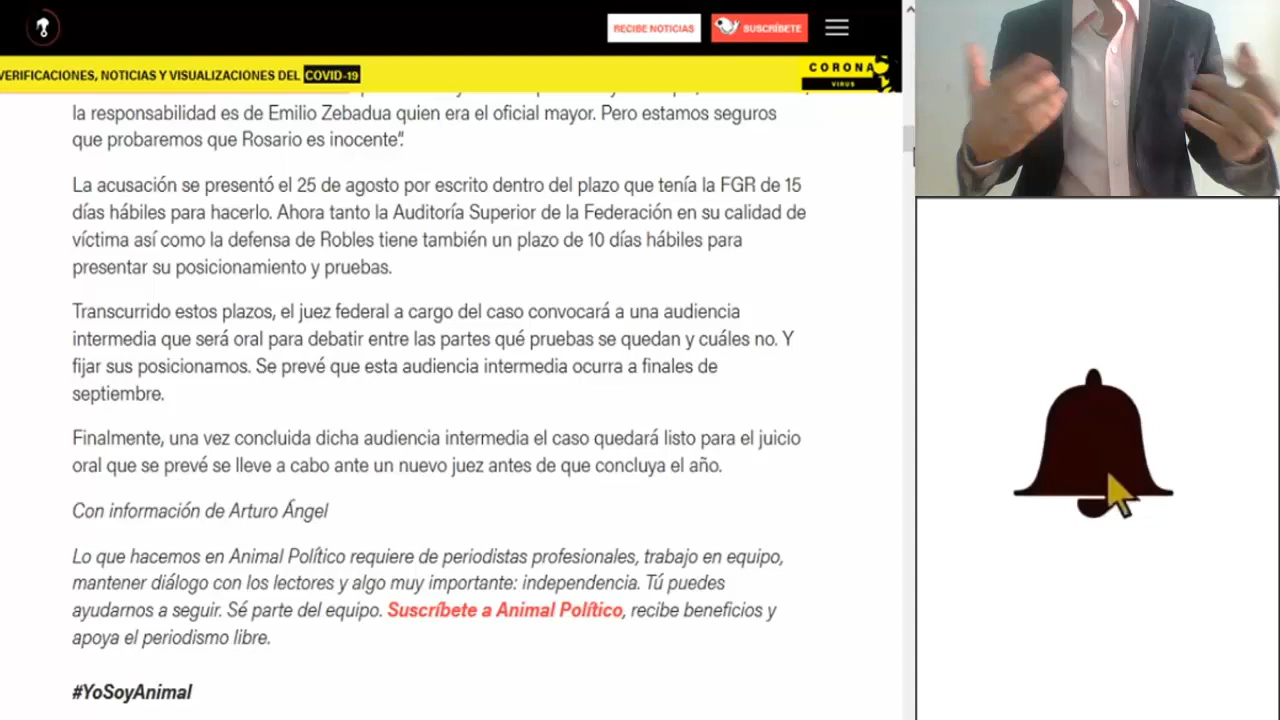 RECIBE NOTICIAS
SUSCRÍBETE
VERIFICACIONES, NOTICIAS Y VISUALIZACIONES DEL COVID-19
CORONA
VIRUS
la responsabilidad es de Emilio Zebadua quien era el oficial mayor. Pero estamos seguros
que probaremos que Rosario es inocente”.
La acusación se presentó el 25 de agosto por escrito dentro del plazo que tenía la FGR de 15
días hábiles para hacerlo. Ahora tanto la Auditoría Superior de la Federación en su calidad de
víctima así como la defensa de Robles tiene también un plazo de 10 días hábiles para
presentar su posicionamiento y pruebas.
Transcurrido estos plazos, el juez federal a cargo del caso convocará a una audiencia
intermedia que será oral para debatir entre las partes qué pruebas se quedan y cuáles no. Y
fijar sus posicionamos. Se prevé que esta audiencia intermedia ocurra a finales de
septiembre.
Finalmente, una vez concluida dicha audiencia intermedia el caso quedará listo para el juicio
oral que se prevé se lleve a cabo ante un nuevo juez antes de que concluya el año.
Con información de Arturo Ángel
Lo que hacemos en Animal Político requiere de periodistas profesionales, trabajo en equipo,
mantener diálogo con los lectores y algo muy importante: independencia. Tú puedes
ayudarnos a seguir. Sé parte del equipo. Suscríbete a Animal Político, recibe beneficios y
apoya el periodismo libre.
#YoSoyAnimal